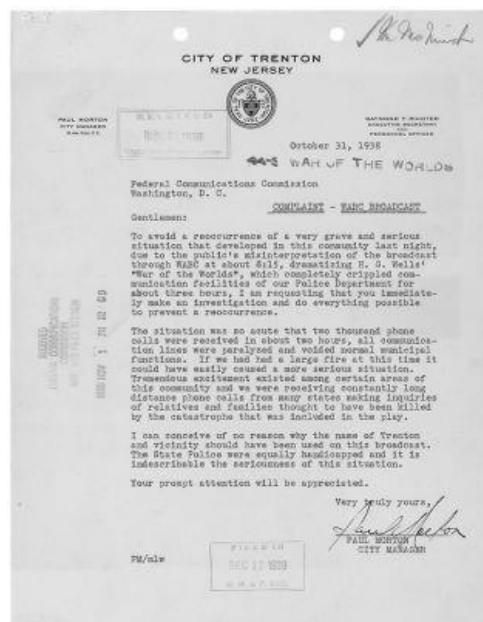 CITY OF TRENTON
NEW JERSEY
PAUL MORTON
CITY MANAGER
EXECUTIVE SECRETARY
AND
PERSONNEL OFFICER
October 31, 1938
WAR OF THE WORLDS
Federal Communications Commission
Washington, D. C.
COMPLAINT - WABC BROADCAST
Gentlemen:
To avoid a reoccurrence of a very grave and serious
situation that developed in this community last night,
due to the public's misinterpretation of the broadcast
through WABC at about 8:15, dramatizing H. G. Wells'
"War of the Worlds", which completely crippled com-
munication facilities of our Police Department for
about three hours, I am requesting that you immediate-
ly make an investigation and do everything possible
to prevent a reoccurrence.
The situation was so acute that two thousand phone
calls were received in about two hours, all communica-
tion lines were paralyzed and voided normal municipal
functions. If we had had a large fire at this time it
could have easily caused a more serious situation.
Tremendous excitement existed among certain areas of
this community and we were receiving constantly long
distance phone calls from many states making inquiries
of relatives and families thought to have been killed
by the catastrophe that was included in the play.
I can conceive of no reason why the name of Trenton
and vicinity should have been used on this broadcast.
The State Police were equally handicapped and it is
indescribable the seriousness of this situation.
Your prompt attention will be appreciated.
Very truly yours,
Paul Morton
PAUL MORTON
CITY MANAGER
PM/mlw
FILED IN
DEC 1938